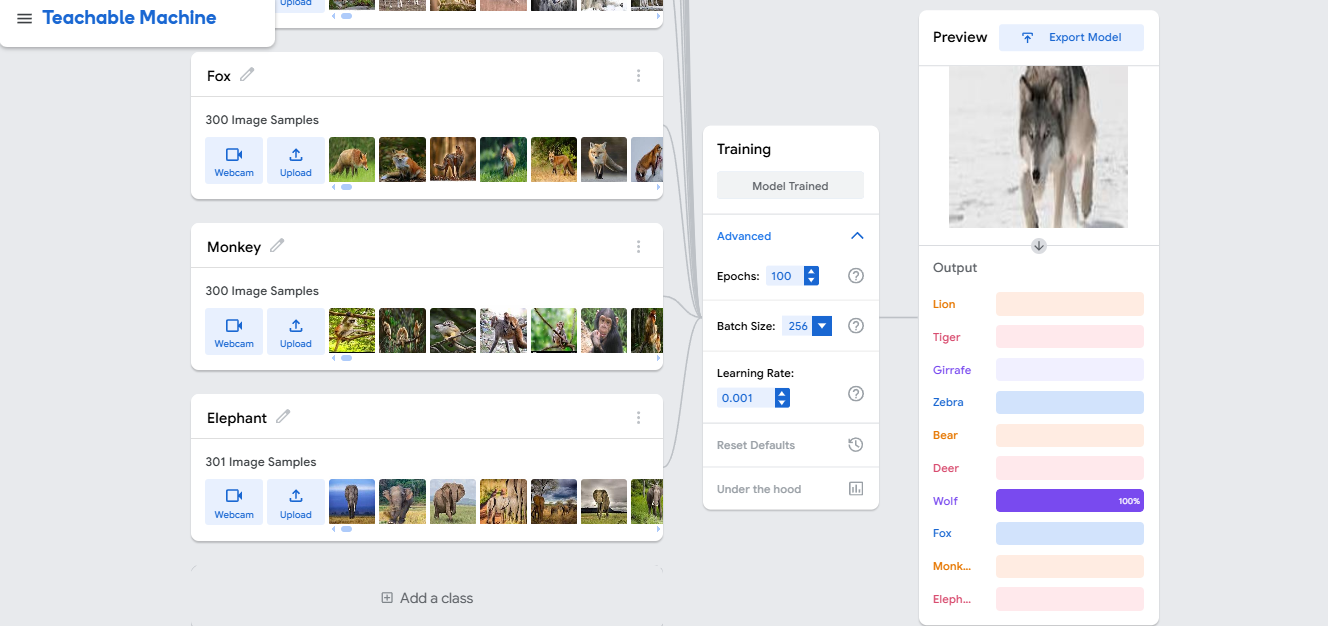 Teachable Machine
Upload
Fox
300 Image Samples
Webcam
Upload
Monkey
300 Image Samples
Webcam
Upload
Elephant
301 Image Samples
Webcam
Upload
Add a class
Training
Model Trained
Advanced
Epochs: 100
Batch Size: 256
Learning Rate:
0.001
Reset Defaults
Under the hood
Preview
Export Model
Output
Lion
Tiger
Girrafe
Zebra
Bear
Deer
Wolf 100%
Fox
Monk...
Eleph...